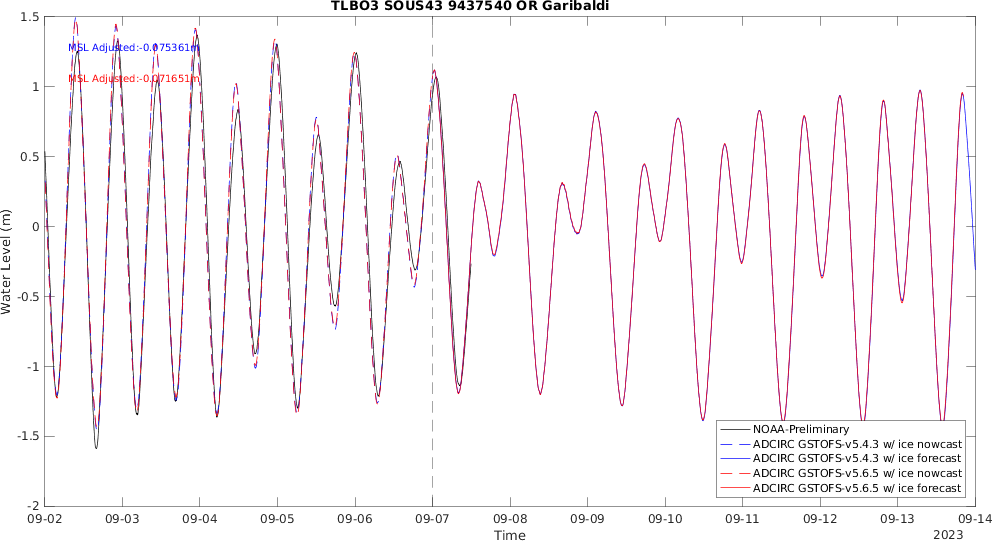 TLBO3 SOUS43 9437540 OR Garibaldi
MSL Adjusted:-0.075361m
MSL Adjusted:-0.071651m
Water Level (m)
1.5
1
0.5
0
-0.5
-1
-1.5
-2
NOAA-Preliminary
ADCIRC GSTOFS-v5.4.3 w/ ice nowcast
ADCIRC GSTOFS-v5.4.3 w/ ice forecast
ADCIRC GSTOFS-v5.6.5 w/ ice nowcast
ADCIRC GSTOFS-v5.6.5 w/ ice forecast
09-02 09-03 09-04 09-05 09-06 09-07 09-08 09-09 09-10 09-11 09-12 09-13 09-14
Time
2023